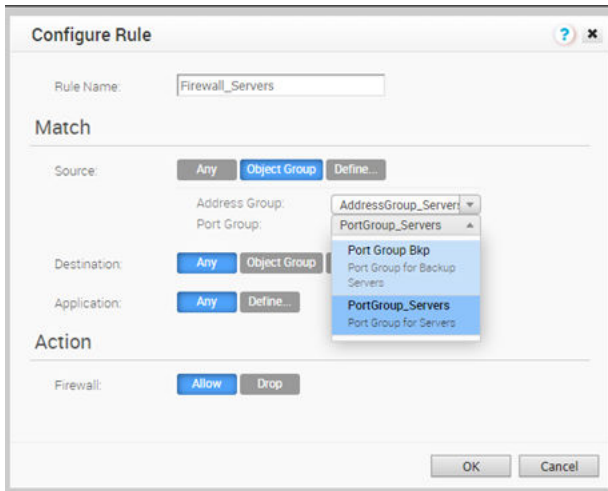 Configure Rule
?
Rule Name: Firewall_Servers
Match
Source: Any Object Group Define...
Address Group:
Port Group: PortGroup_Servers
Port Group Bkp
Port Group for Backup
Servers
Destination: Any Object Group
PortGroup_Servers
Port Group for Servers
Application: Any Define...
Action
Firewall: Allow Drop
OK Cancel